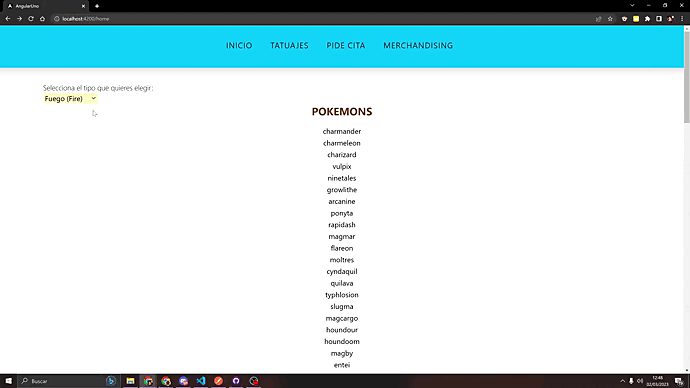 AngularUno
localhost:4200/home
INICIO TATUAJES PIDE CITA MERCHANDISING
Selecciona el tipo que quieres elegir:
Fuego (Fire)
POKEMONS
charmander
charmeleon
charizard
vulpix
ninetales
growlithe
arcanine
ponyta
rapidash
magmar
flareon
moltres
cyndaquil
quilava
typhlosion
slugma
magcargo
houndour
houndoom
magby
entei
Buscar
12:48
02/03/2023